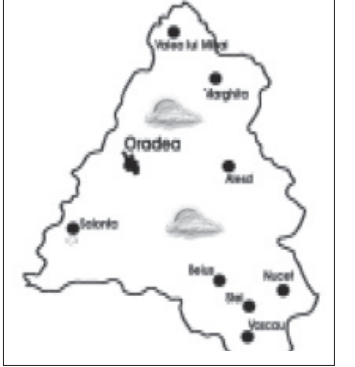 Valea lui Mihai
Marghita
Oradea
Alesd
Salonta
Beius
Nucet
Stei
Vascau